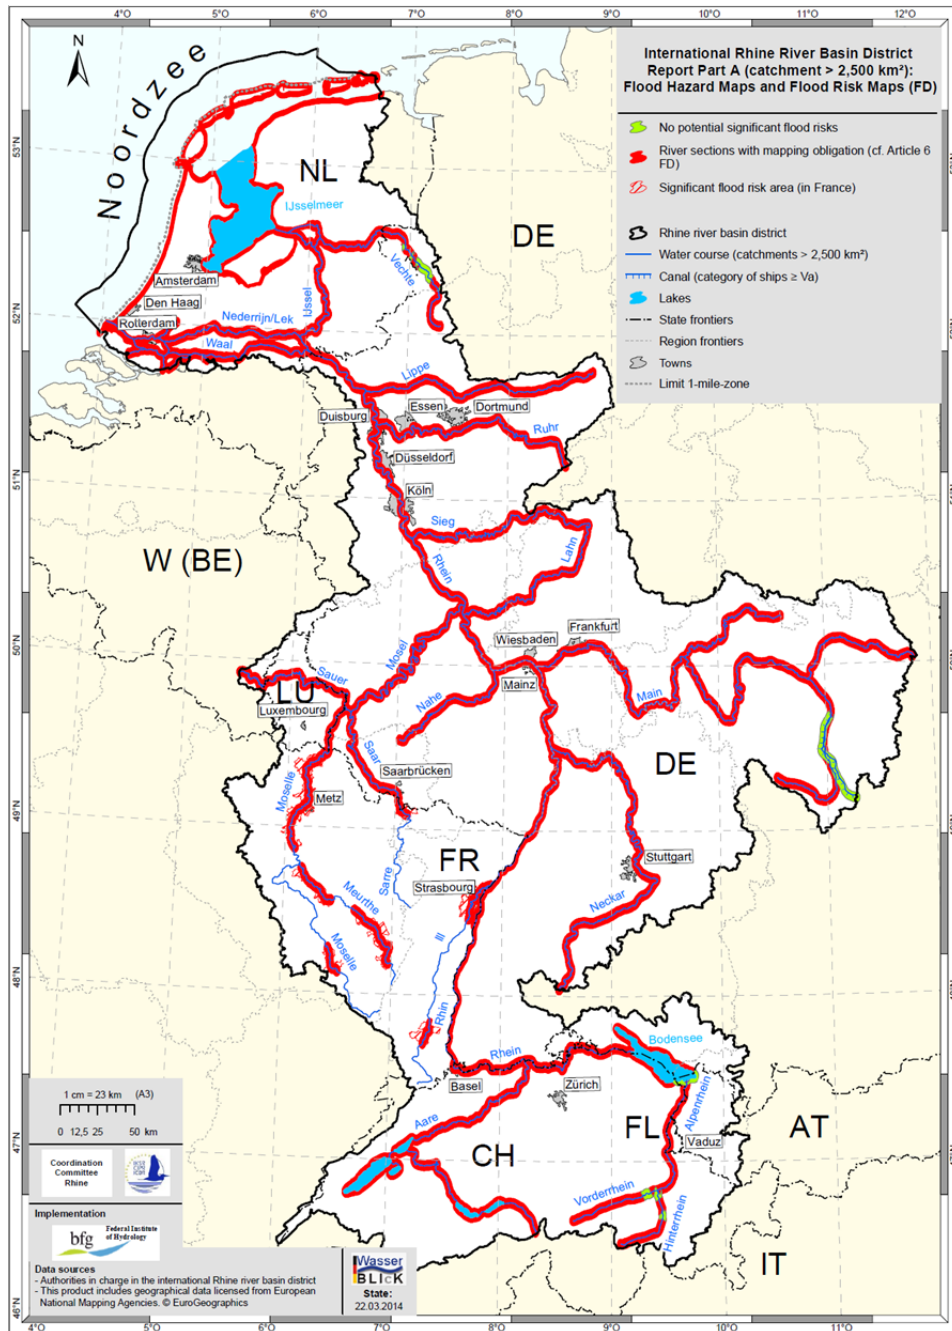 4°O 5°O 6°O 7°O 8°O 9°O 10°O 11°O 12°O
N
International Rhine River Basin District
Report Part A (catchment > 2,500 km²):
Flood Hazard Maps and Flood Risk Maps (FD)
No potential significant flood risks
River sections with mapping obligation (cf. Article 6
FD)
Significant flood risk area (in France)
Rhine river basin district
Water course (catchments > 2,500 km²)
Canal (category of ships ≥ Va)
Lakes
State frontiers
Region frontiers
Towns
Limit 1-mile-zone
Noordzee
53°N
NL
IJsselmeer
DE
Vechte
Amsterdam
IJssel
Den Haag
52°N
Nederrijn/Lek
Rotterdam
Waal
Lippe
Essen
Dortmund
Duisburg
Ruhr
Düsseldorf
51°N
Köln
Sieg
W (BE)
Rhein
Lahn
50°N
Wiesbaden
Frankfurt
Mosel
Sauer
Mainz
LU
Nahe
Main
Luxembourg
DE
Saar
Saarbrücken
Moselle
Metz
49°N
FR
Stuttgart
Sarre
Strasbourg
Meurthe
Neckar
Ill
Moselle
48°N
Rhin
Bodensee
Rhein
Basel
Zürich
Alpenrhein
Aare
FL
AT
47°N
CH
Vaduz
Vorderrhein
Hinterrhein
IT
46°N
1 cm = 23 km (A3)
0 12,5 25 50 km
Coordination
Committee
Rhine
Implementation
bfg
Federal Institute
of Hydrology
Data sources
- Authorities in charge in the international Rhine river basin district
- This product includes geographical data licensed from European
National Mapping Agencies. © EuroGeographics
Wasser
BLIcK
State:
22.03.2014
4°O 5°O 6°O 7°O 8°O 9°O 10°O 11°O